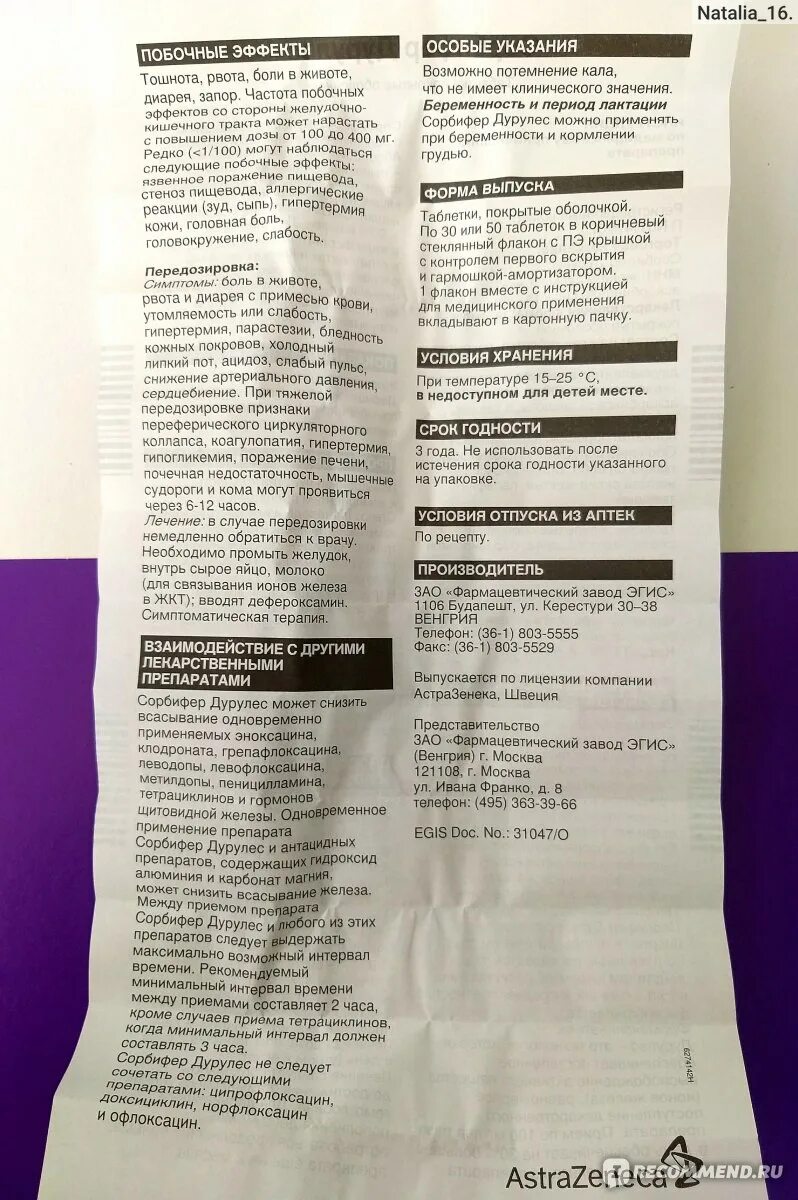 Natalia_16.
ПОБОЧНЫЕ ЭФФЕКТЫ
Тошнота, рвота, боли в животе,
диарея, запор. Частота побочных
эффектов со стороны желудочно-
кишечного тракта может нарастать
с повышением дозы от 100 до 400 мг.
Редко (<1/100) могут наблюдаться
следующие побочные эффекты:
язвенное поражение пищевода,
стеноз пищевода, аллергические
реакции (зуд, сыпь), гипертермия
кожи, головная боль,
головокружение, слабость.
Передозировка:
Симптомы: боль в животе,
рвота и диарея с примесью крови,
утомляемость или слабость,
гипертермия, парастезии, бледность
кожных покровов, холодный
липкий пот, ацидоз, слабый пульс,
снижение артериального давления,
сердцебиение. При тяжелой
передозировке признаки
переферического циркуляторного
коллапса, коагулопатия, гипертермия,
гипогликемия, поражение печени,
почечная недостаточность, мышечные
судороги и кома могут проявиться
через 6-12 часов.
Лечение: в случае передозировки
немедленно обратиться к врачу.
Необходимо промыть желудок,
внутрь сырое яйцо, молоко
(для связывания ионов железа
в ЖКТ); вводят дефероксамин.
Симптоматическая терапия.
ВЗАИМОДЕЙСТВИЕ С ДРУГИМИ
ЛЕКАРСТВЕННЫМИ
ПРЕПАРАТАМИ
Сорбифер Дурулес может снизить
всасывание одновременно
применяемых эноксацина,
клодроната, грепафлоксацина,
леводопы, левофлоксацина,
метилдопы, пеницилламина,
тетрациклинов и гормонов
щитовидной железы. Одновременное
применение препарата
Сорбифер Дурулес и антацидных
препаратов, содержащих гидроксид
алюминия и карбонат магния,
может снизить всасывание железа.
Между приемом препарата
Сорбифер Дурулес и любого из этих
препаратов следует выдержать
максимально возможный интервал
времени. Рекомендуемый
минимальный интервал времени
между приемами составляет 2 часа,
кроме случаев приема тетрациклинов,
когда минимальный интервал должен
составлять 3 часа.
Сорбифер Дурулес не следует
сочетать со следующими
препаратами: ципрофлоксацин,
доксициклин, норфлоксацин
и офлоксацин.
ОСОБЫЕ УКАЗАНИЯ
Возможно потемнение кала,
что не имеет клинического значения.
Беременность и период лактации
Сорбифер Дурулес можно применять
при беременности и кормлении
грудью.
ФОРМА ВЫПУСКА
Таблетки, покрытые оболочкой.
По 30 или 50 таблеток в коричневый
стеклянный флакон с ПЭ крышкой
с контролем первого вскрытия
и гармошкой-амортизатором.
1 флакон вместе с инструкцией
для медицинского применения
вкладывают в картонную пачку.
УСЛОВИЯ ХРАНЕНИЯ
При температуре 15–25 °C,
в недоступном для детей месте.
СРОК ГОДНОСТИ
3 года. Не использовать после
истечения срока годности указанного
на упаковке.
УСЛОВИЯ ОТПУСКА ИЗ АПТЕК
По рецепту.
ПРОИЗВОДИТЕЛЬ
ЗАО «Фармацевтический завод ЭГИС»
1106 Будапешт, ул. Керестури 30–38
ВЕНГРИЯ
Телефон: (36-1) 803-5555
Факс: (36-1) 803-5529
Выпускается по лицензии компании
АстраЗенека, Швеция
Представительство
ЗАО «Фармацевтический завод ЭГИС»
(Венгрия) г. Москва
121108, г. Москва
ул. Ивана Франко, д. 8
телефон: (495) 363-39-66
EGIS Doc. No.: 31047/O
6274142H
AstraZeneca
RECOMMEND.RU